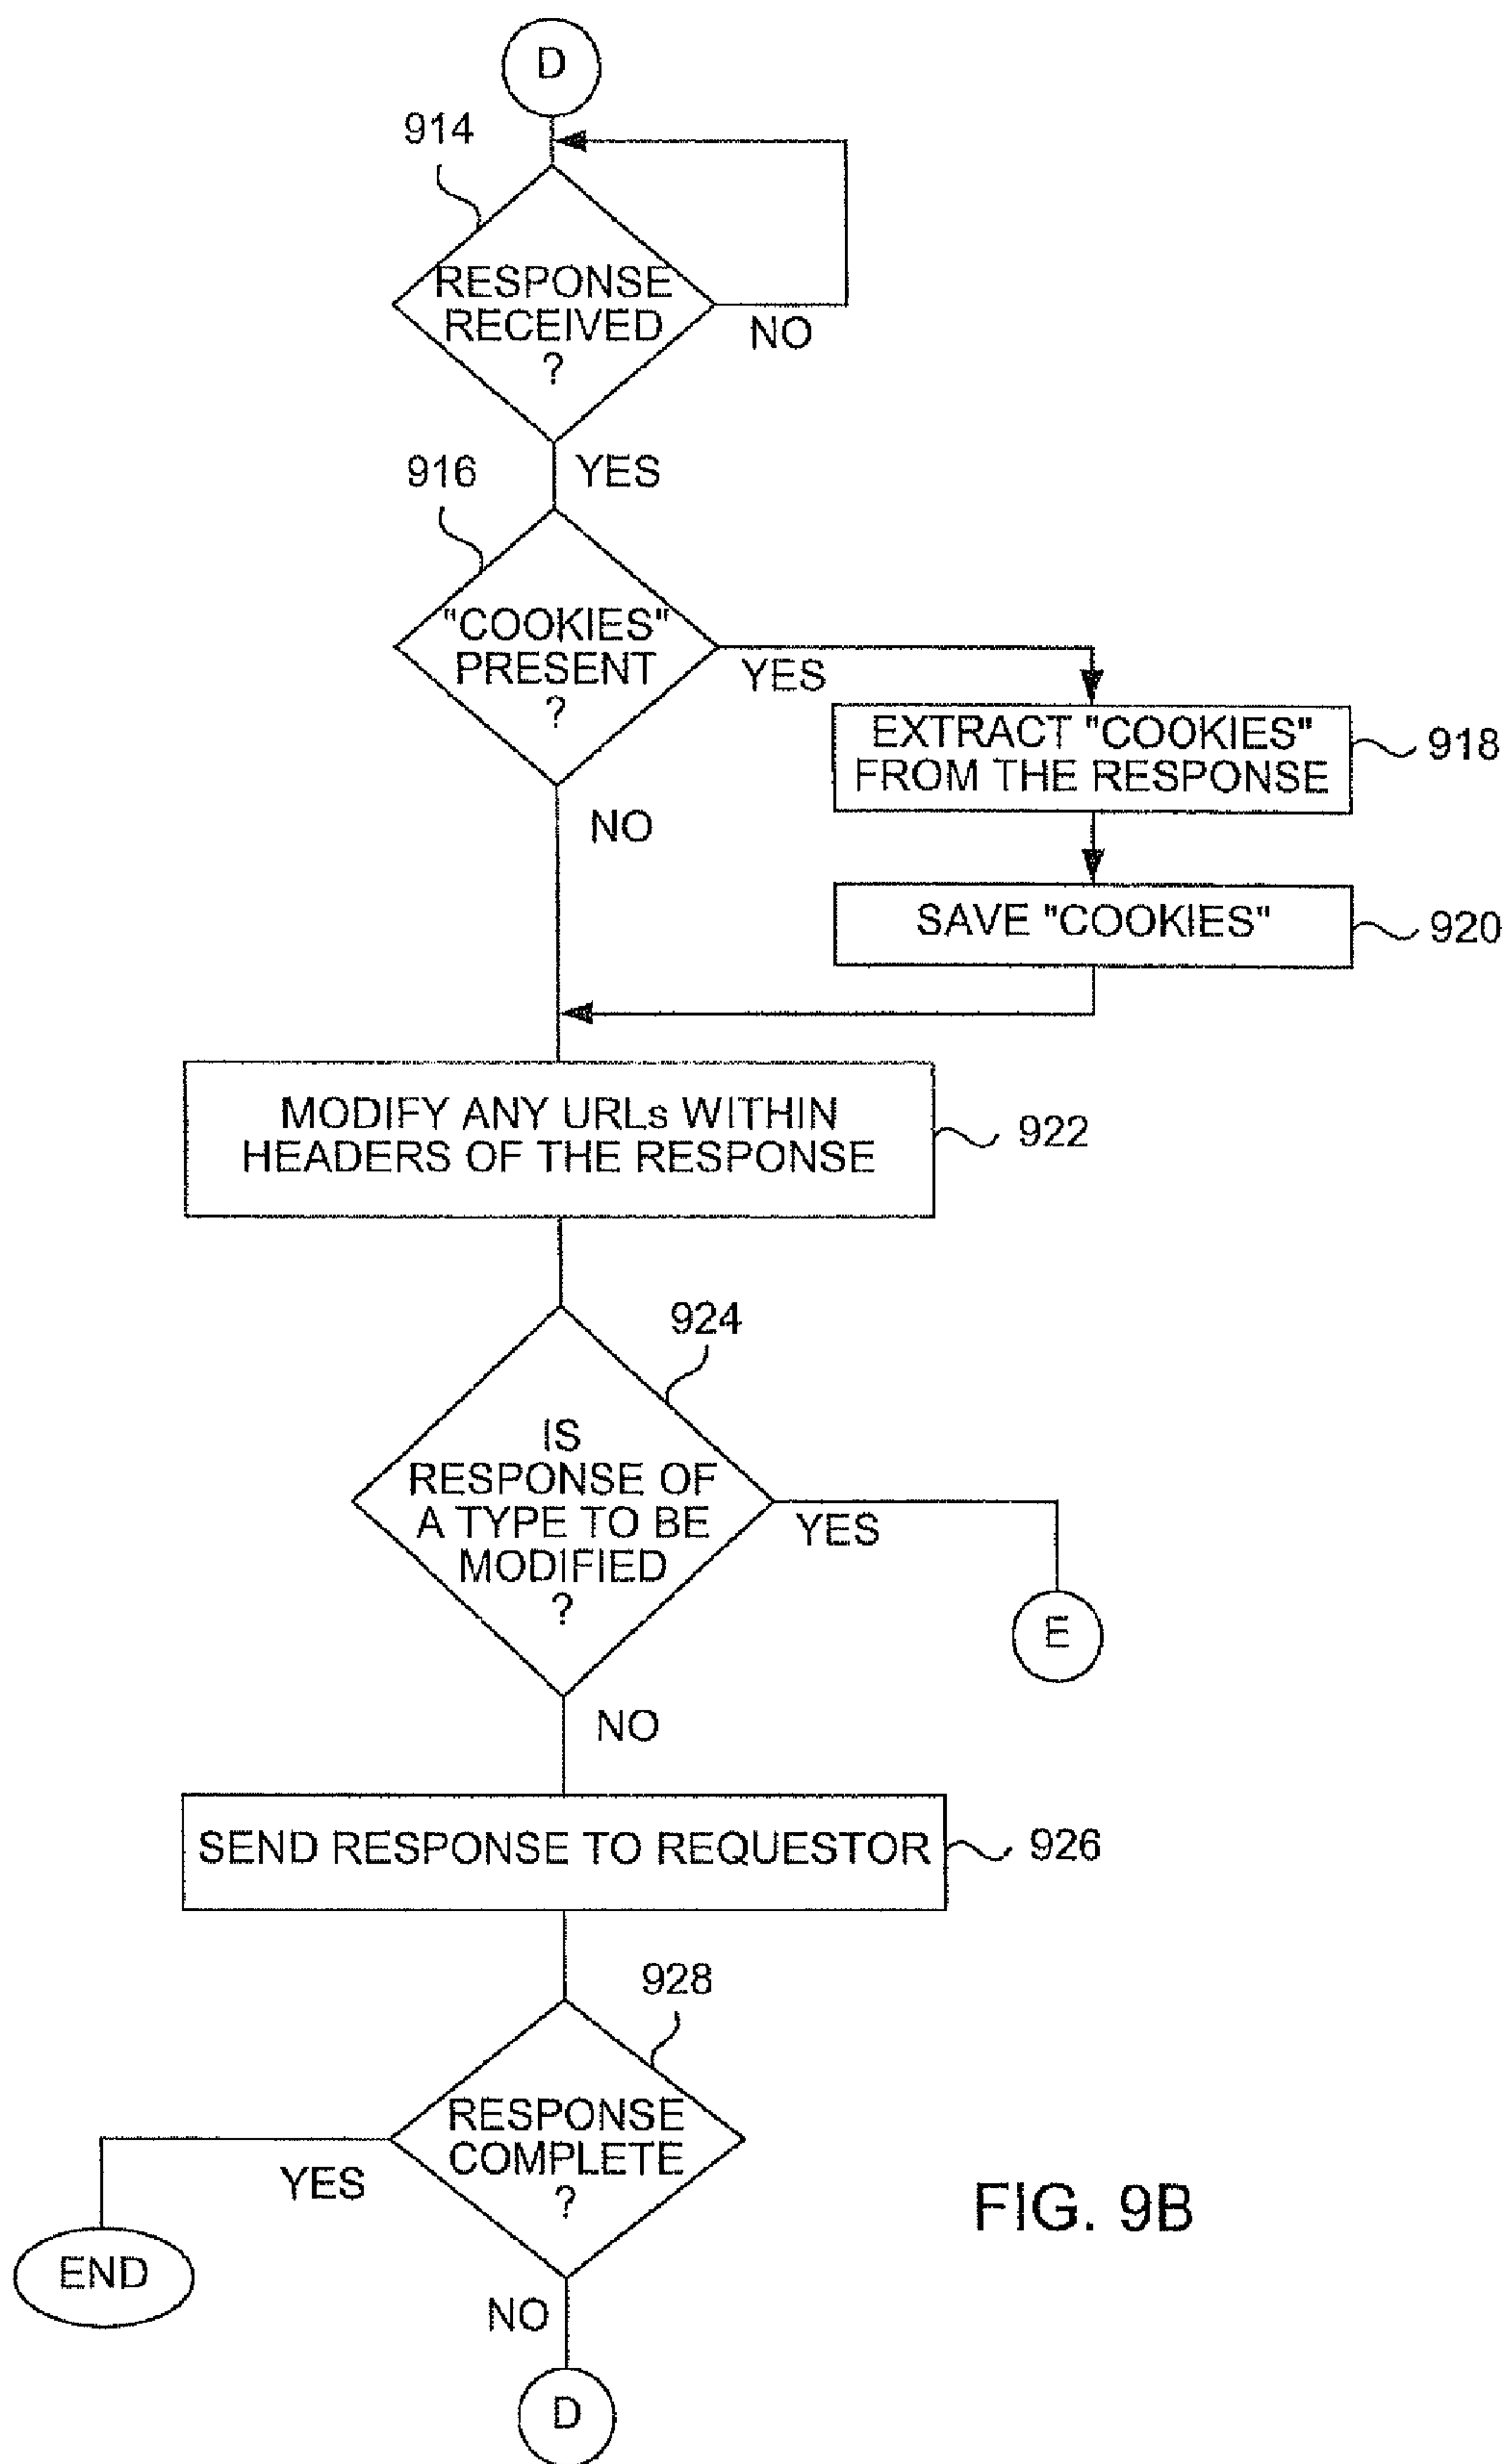 D
914
RESPONSE
RECEIVED
?
NO
YES
916
"COOKIES"
PRESENT
?
YES
EXTRACT "COOKIES"
FROM THE RESPONSE
918
NO
SAVE "COOKIES"
920
MODIFY ANY URLs WITHIN
HEADERS OF THE RESPONSE
922
924
IS
RESPONSE OF
A TYPE TO BE
MODIFIED
?
YES
E
NO
SEND RESPONSE TO REQUESTOR
926
928
RESPONSE
COMPLETE
?
YES
END
NO
D
FIG. 9B